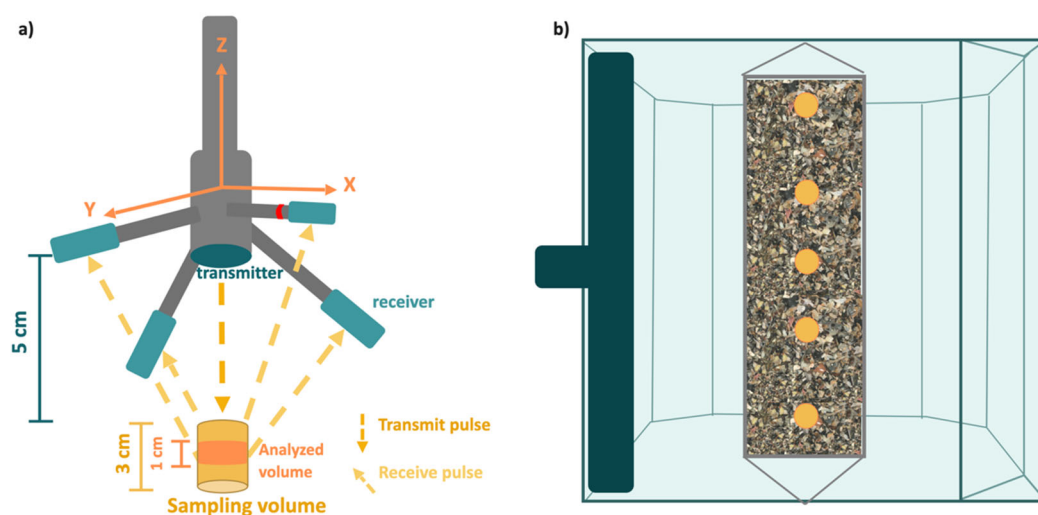 a)
b)
Z
X
Y
transmitter
receiver
5 cm
3 cm
1 cm
Analyzed
volume
Sampling volume
Transmit pulse
Receive pulse